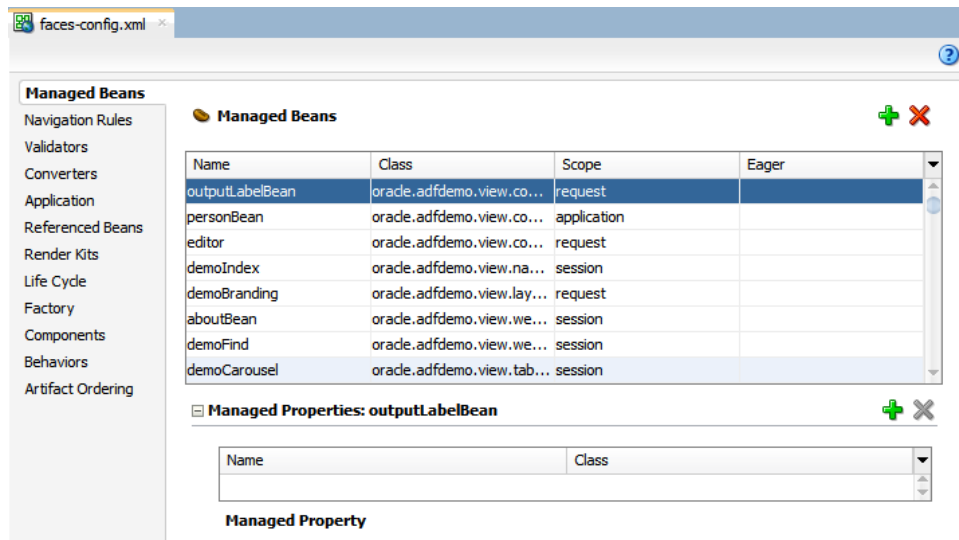 faces-config.xml
Managed Beans
Navigation Rules
Validators
Converters
Application
Referenced Beans
Render Kits
Life Cycle
Factory
Components
Behaviors
Artifact Ordering
Managed Beans
Name Class Scope Eager
outputLabelBean oracle.adfdemo.view.co... request
personBean oracle.adfdemo.view.co... application
editor oracle.adfdemo.view.co... request
demoIndex oracle.adfdemo.view.na... session
demoBranding oracle.adfdemo.view.lay... request
aboutBean oracle.adfdemo.view.we... session
demoFind oracle.adfdemo.view.we... session
demoCarousel oracle.adfdemo.view.tab... session
Managed Properties: outputLabelBean
Name Class
Managed Property